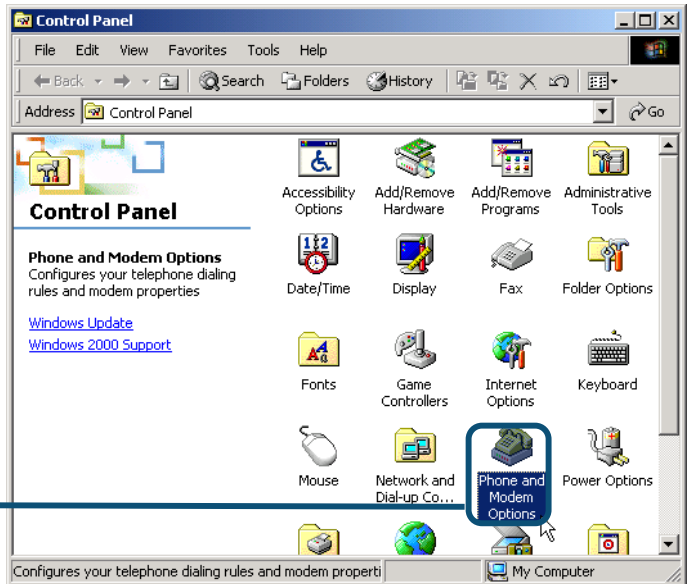 Control Panel
File Edit View Favorites Tools Help
Back Search Folders History
Address Control Panel Go
Control Panel
Phone and Modem Options
Configures your telephone dialing
rules and modem properties
Windows Update
Windows 2000 Support
Accessibility
Options
Add/Remove
Hardware
Add/Remove
Programs
Administrative
Tools
1 12
Date/Time
Display
Fax
Folder Options
Fonts
Game
Controllers
Internet
Options
Keyboard
Mouse
Network and
Dial-up Co...
Phone and
Modem
Options
Power Options
Configures your telephone dialing rules and modem properti
My Computer